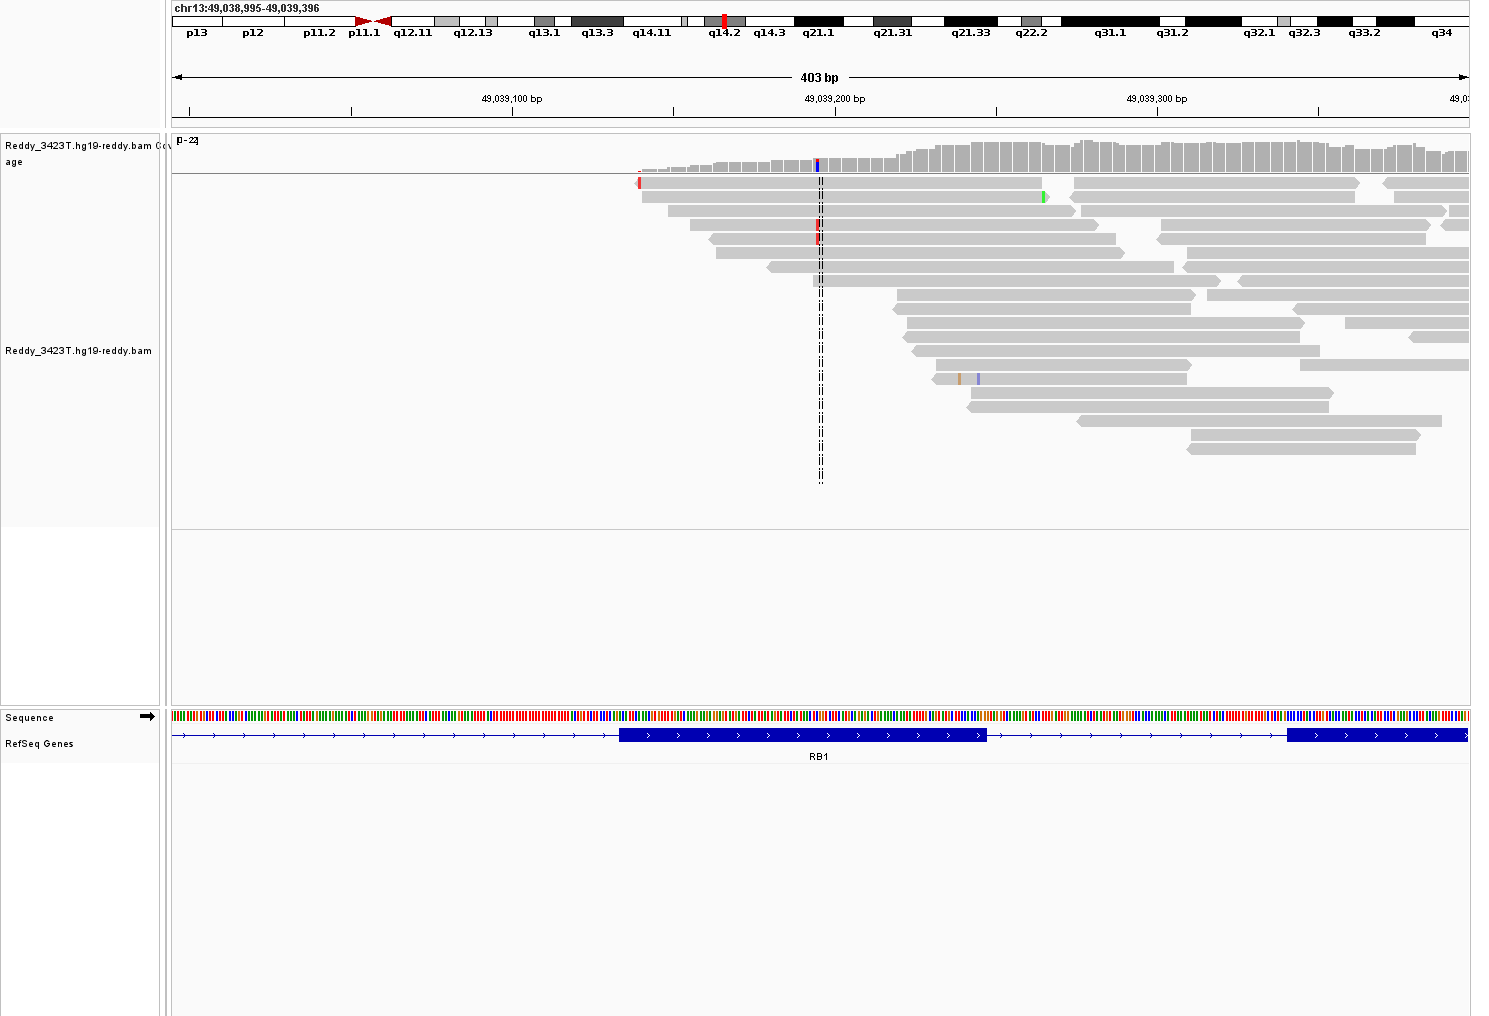 chr13:49,038,995-49,039,396
p13 p12 p11.2 p11.1 q12.11 q12.13 q13.1 q13.3 q14.11 q14.2 q14.3 q21.1 q21.31 q21.33 q22.2 q31.1 q31.2 q32.1 q32.3 q33.2 q34
403 bp
49,039,100 bp 49,039,200 bp 49,039,300 bp 49,03
[0-22]
Reddy_3423T.hg19-reddy.bam Cov
age
Reddy_3423T.hg19-reddy.bam
Sequence
RefSeq Genes
RB1